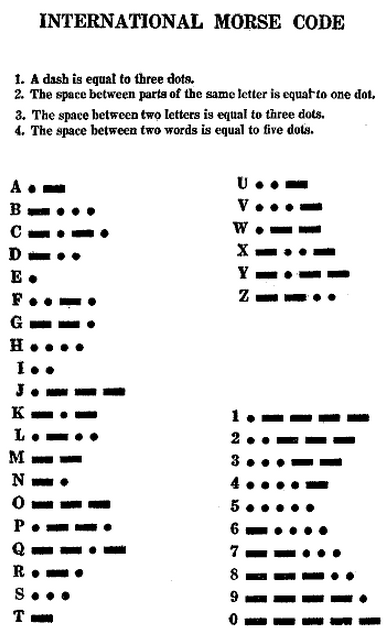 INTERNATIONAL MORSE CODE
1. A dash is equal to three dots.
2. The space between parts of the same letter is equal to one dot.
3. The space between two letters is equal to three dots.
4. The space between two words is equal to five dots.
A • ▬
B ▬ • • •
C ▬ • ▬ •
D ▬ • •
E •
F • • ▬ •
G ▬ ▬ •
H • • • •
I • •
J • ▬ ▬ ▬
K ▬ • ▬
L • ▬ • •
M ▬ ▬
N ▬ •
O ▬ ▬ ▬
P • ▬ ▬ •
Q ▬ ▬ • ▬
R • ▬ •
S • • •
T ▬
U • • ▬
V • • • ▬
W • ▬ ▬
X ▬ • • ▬
Y ▬ • ▬ ▬
Z ▬ ▬ • •
1 • ▬ ▬ ▬ ▬
2 • • ▬ ▬ ▬
3 • • • ▬ ▬
4 • • • • ▬
5 • • • • •
6 ▬ • • • •
7 ▬ ▬ • • •
8 ▬ ▬ ▬ • •
9 ▬ ▬ ▬ ▬ •
0 ▬ ▬ ▬ ▬ ▬